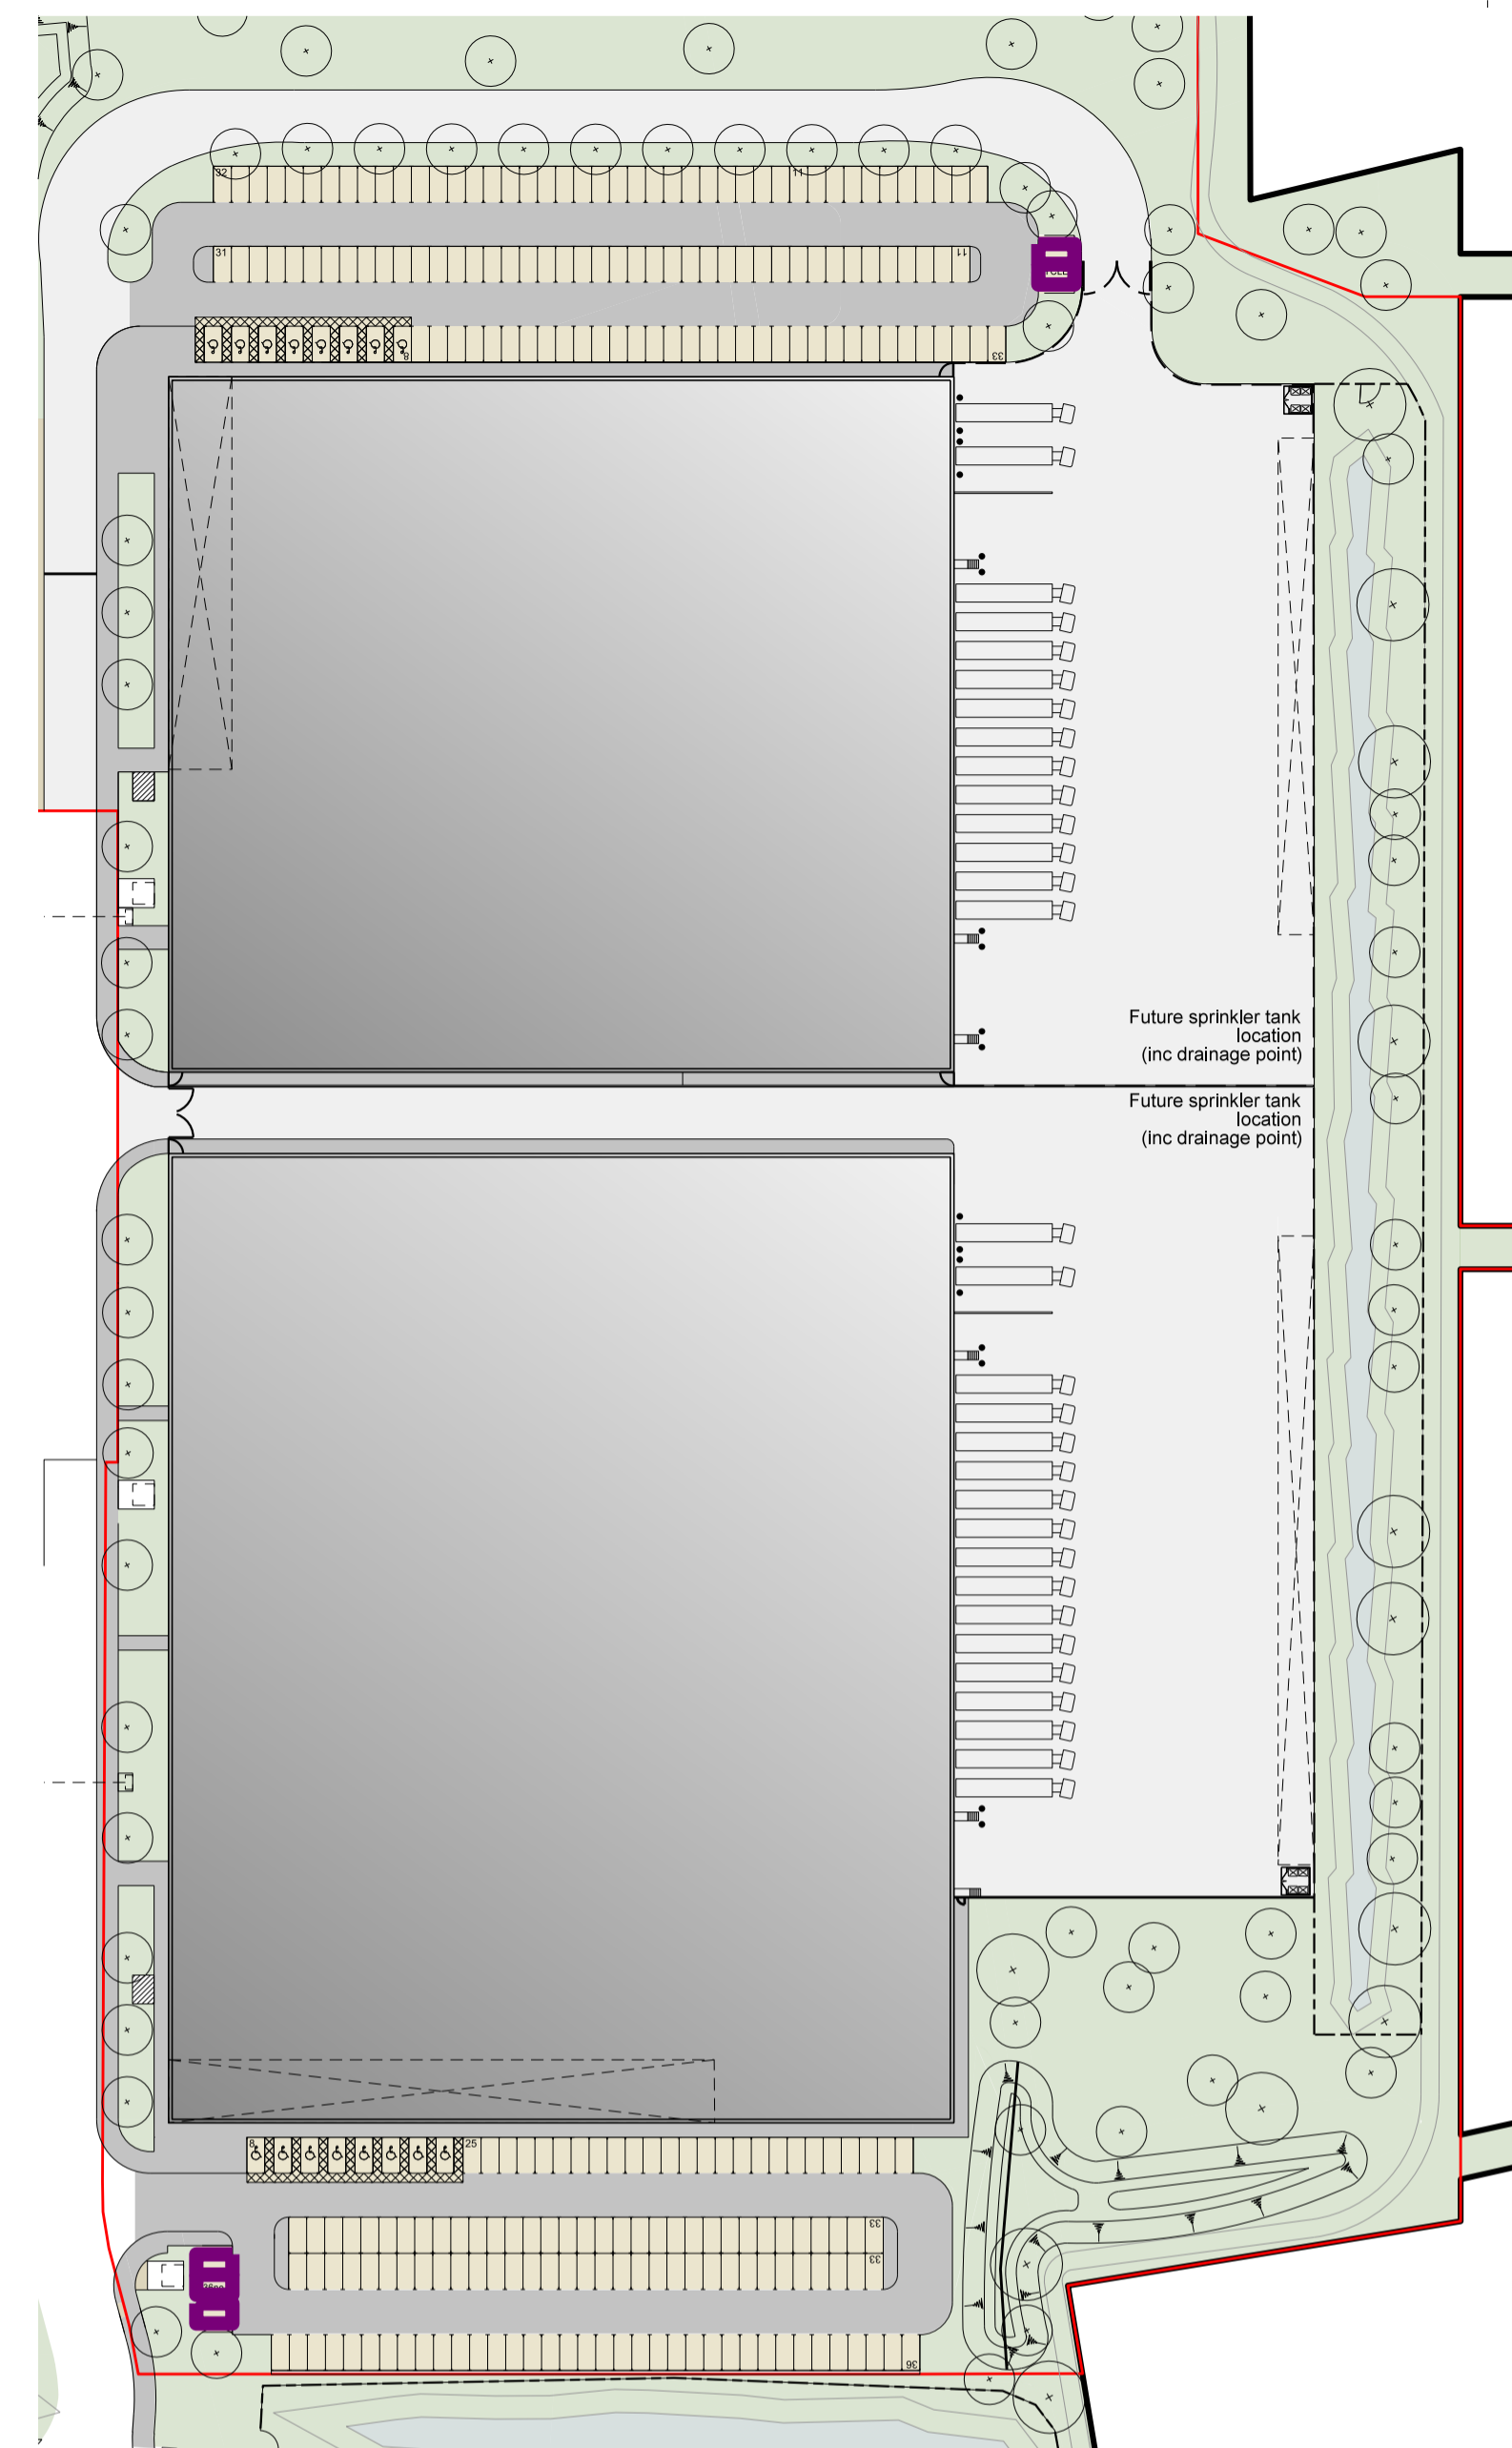 32
11
31
11
8
33
Future sprinkler tank
location
(inc drainage point)
Future sprinkler tank
location
(inc drainage point)
8
25
33
33
36